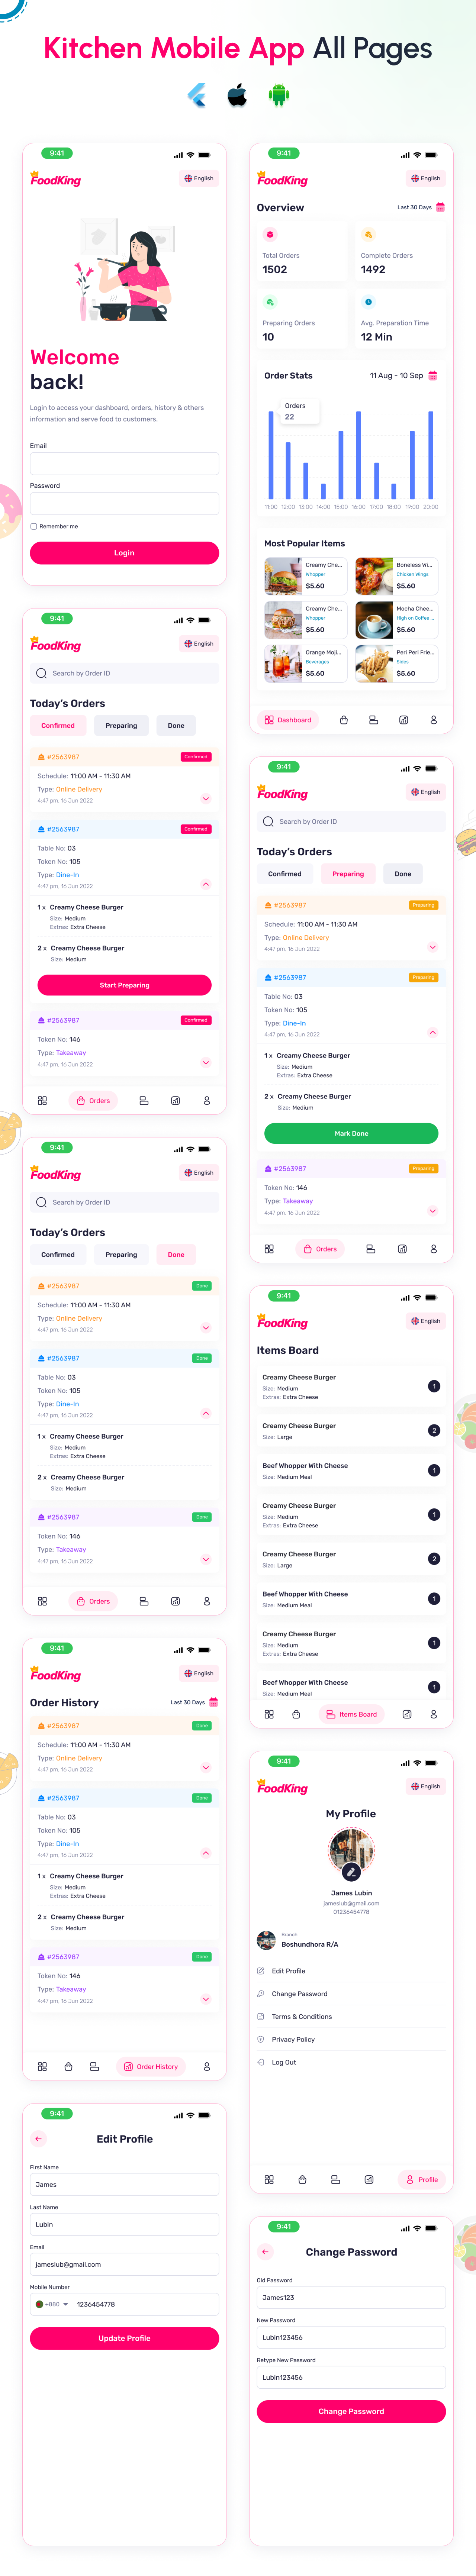 Kitchen Mobile App All Pages
9:41
FoodKing
English
Welcome
back!
Login to access your dashboard, orders, history & others
information and serve food to customers.
Email
Password
Remember me
Login
9:41
FoodKing
English
Overview
Last 30 Days
Total Orders
1502
Complete Orders
1492
Preparing Orders
10
Avg. Preparation Time
12 Min
Order Stats
11 Aug - 10 Sep
Orders
22
11:00 12:00 13:00 14:00 15:00 16:00 17:00 18:00 19:00 20:00
Most Popular Items
Creamy Che...
Whopper
$5.60
Boneless Wi...
Chicken Wings
$5.60
Creamy Che...
Whopper
$5.60
Mocha Chee...
High on Coffee ...
$5.60
Orange Moji...
Beverages
$5.60
Peri Peri Frie...
Sides
$5.60
Dashboard
9:41
FoodKing
English
Search by Order ID
Today's Orders
Confirmed
Preparing
Done
#2563987
Confirmed
Schedule: 11:00 AM - 11:30 AM
Type: Online Delivery
4:47 pm, 16 Jun 2022
#2563987
Confirmed
Table No: 03
Token No: 105
Type: Dine-In
4:47 pm, 16 Jun 2022
1 x Creamy Cheese Burger
Size: Medium
Extras: Extra Cheese
2 x Creamy Cheese Burger
Size: Medium
Start Preparing
#2563987
Confirmed
Token No: 146
Type: Takeaway
4:47 pm, 16 Jun 2022
Orders
9:41
FoodKing
English
Search by Order ID
Today's Orders
Confirmed
Preparing
Done
#2563987
Preparing
Schedule: 11:00 AM - 11:30 AM
Type: Online Delivery
4:47 pm, 16 Jun 2022
#2563987
Preparing
Table No: 03
Token No: 105
Type: Dine-In
4:47 pm, 16 Jun 2022
1 x Creamy Cheese Burger
Size: Medium
Extras: Extra Cheese
2 x Creamy Cheese Burger
Size: Medium
Mark Done
#2563987
Preparing
Token No: 146
Type: Takeaway
4:47 pm, 16 Jun 2022
Orders
9:41
FoodKing
English
Search by Order ID
Today's Orders
Confirmed
Preparing
Done
#2563987
Done
Schedule: 11:00 AM - 11:30 AM
Type: Online Delivery
4:47 pm, 16 Jun 2022
#2563987
Done
Table No: 03
Token No: 105
Type: Dine-In
4:47 pm, 16 Jun 2022
1 x Creamy Cheese Burger
Size: Medium
Extras: Extra Cheese
2 x Creamy Cheese Burger
Size: Medium
#2563987
Done
Token No: 146
Type: Takeaway
4:47 pm, 16 Jun 2022
Orders
9:41
FoodKing
English
Items Board
Creamy Cheese Burger
Size: Medium
Extras: Extra Cheese
1
Creamy Cheese Burger
Size: Large
2
Beef Whopper With Cheese
Size: Medium Meal
1
Creamy Cheese Burger
Size: Medium
Extras: Extra Cheese
1
Creamy Cheese Burger
Size: Large
2
Beef Whopper With Cheese
Size: Medium Meal
1
Creamy Cheese Burger
Size: Medium
Extras: Extra Cheese
1
Beef Whopper With Cheese
Size: Medium Meal
1
Items Board
9:41
FoodKing
English
Order History
Last 30 Days
#2563987
Done
Schedule: 11:00 AM - 11:30 AM
Type: Online Delivery
4:47 pm, 16 Jun 2022
#2563987
Done
Table No: 03
Token No: 105
Type: Dine-In
4:47 pm, 16 Jun 2022
1 x Creamy Cheese Burger
Size: Medium
Extras: Extra Cheese
2 x Creamy Cheese Burger
Size: Medium
#2563987
Done
Token No: 146
Type: Takeaway
4:47 pm, 16 Jun 2022
Order History
9:41
FoodKing
English
My Profile
James Lubin
jameslub@gmail.com
01236454778
Branch
Boshundhora R/A
Edit Profile
Change Password
Terms & Conditions
Privacy Policy
Log Out
Profile
9:41
Edit Profile
First Name
James
Last Name
Lubin
Email
jameslub@gmail.com
Mobile Number
+880 1236454778
Update Profile
9:41
Change Password
Old Password
James123
New Password
Lubin123456
Retype New Password
Lubin123456
Change Password